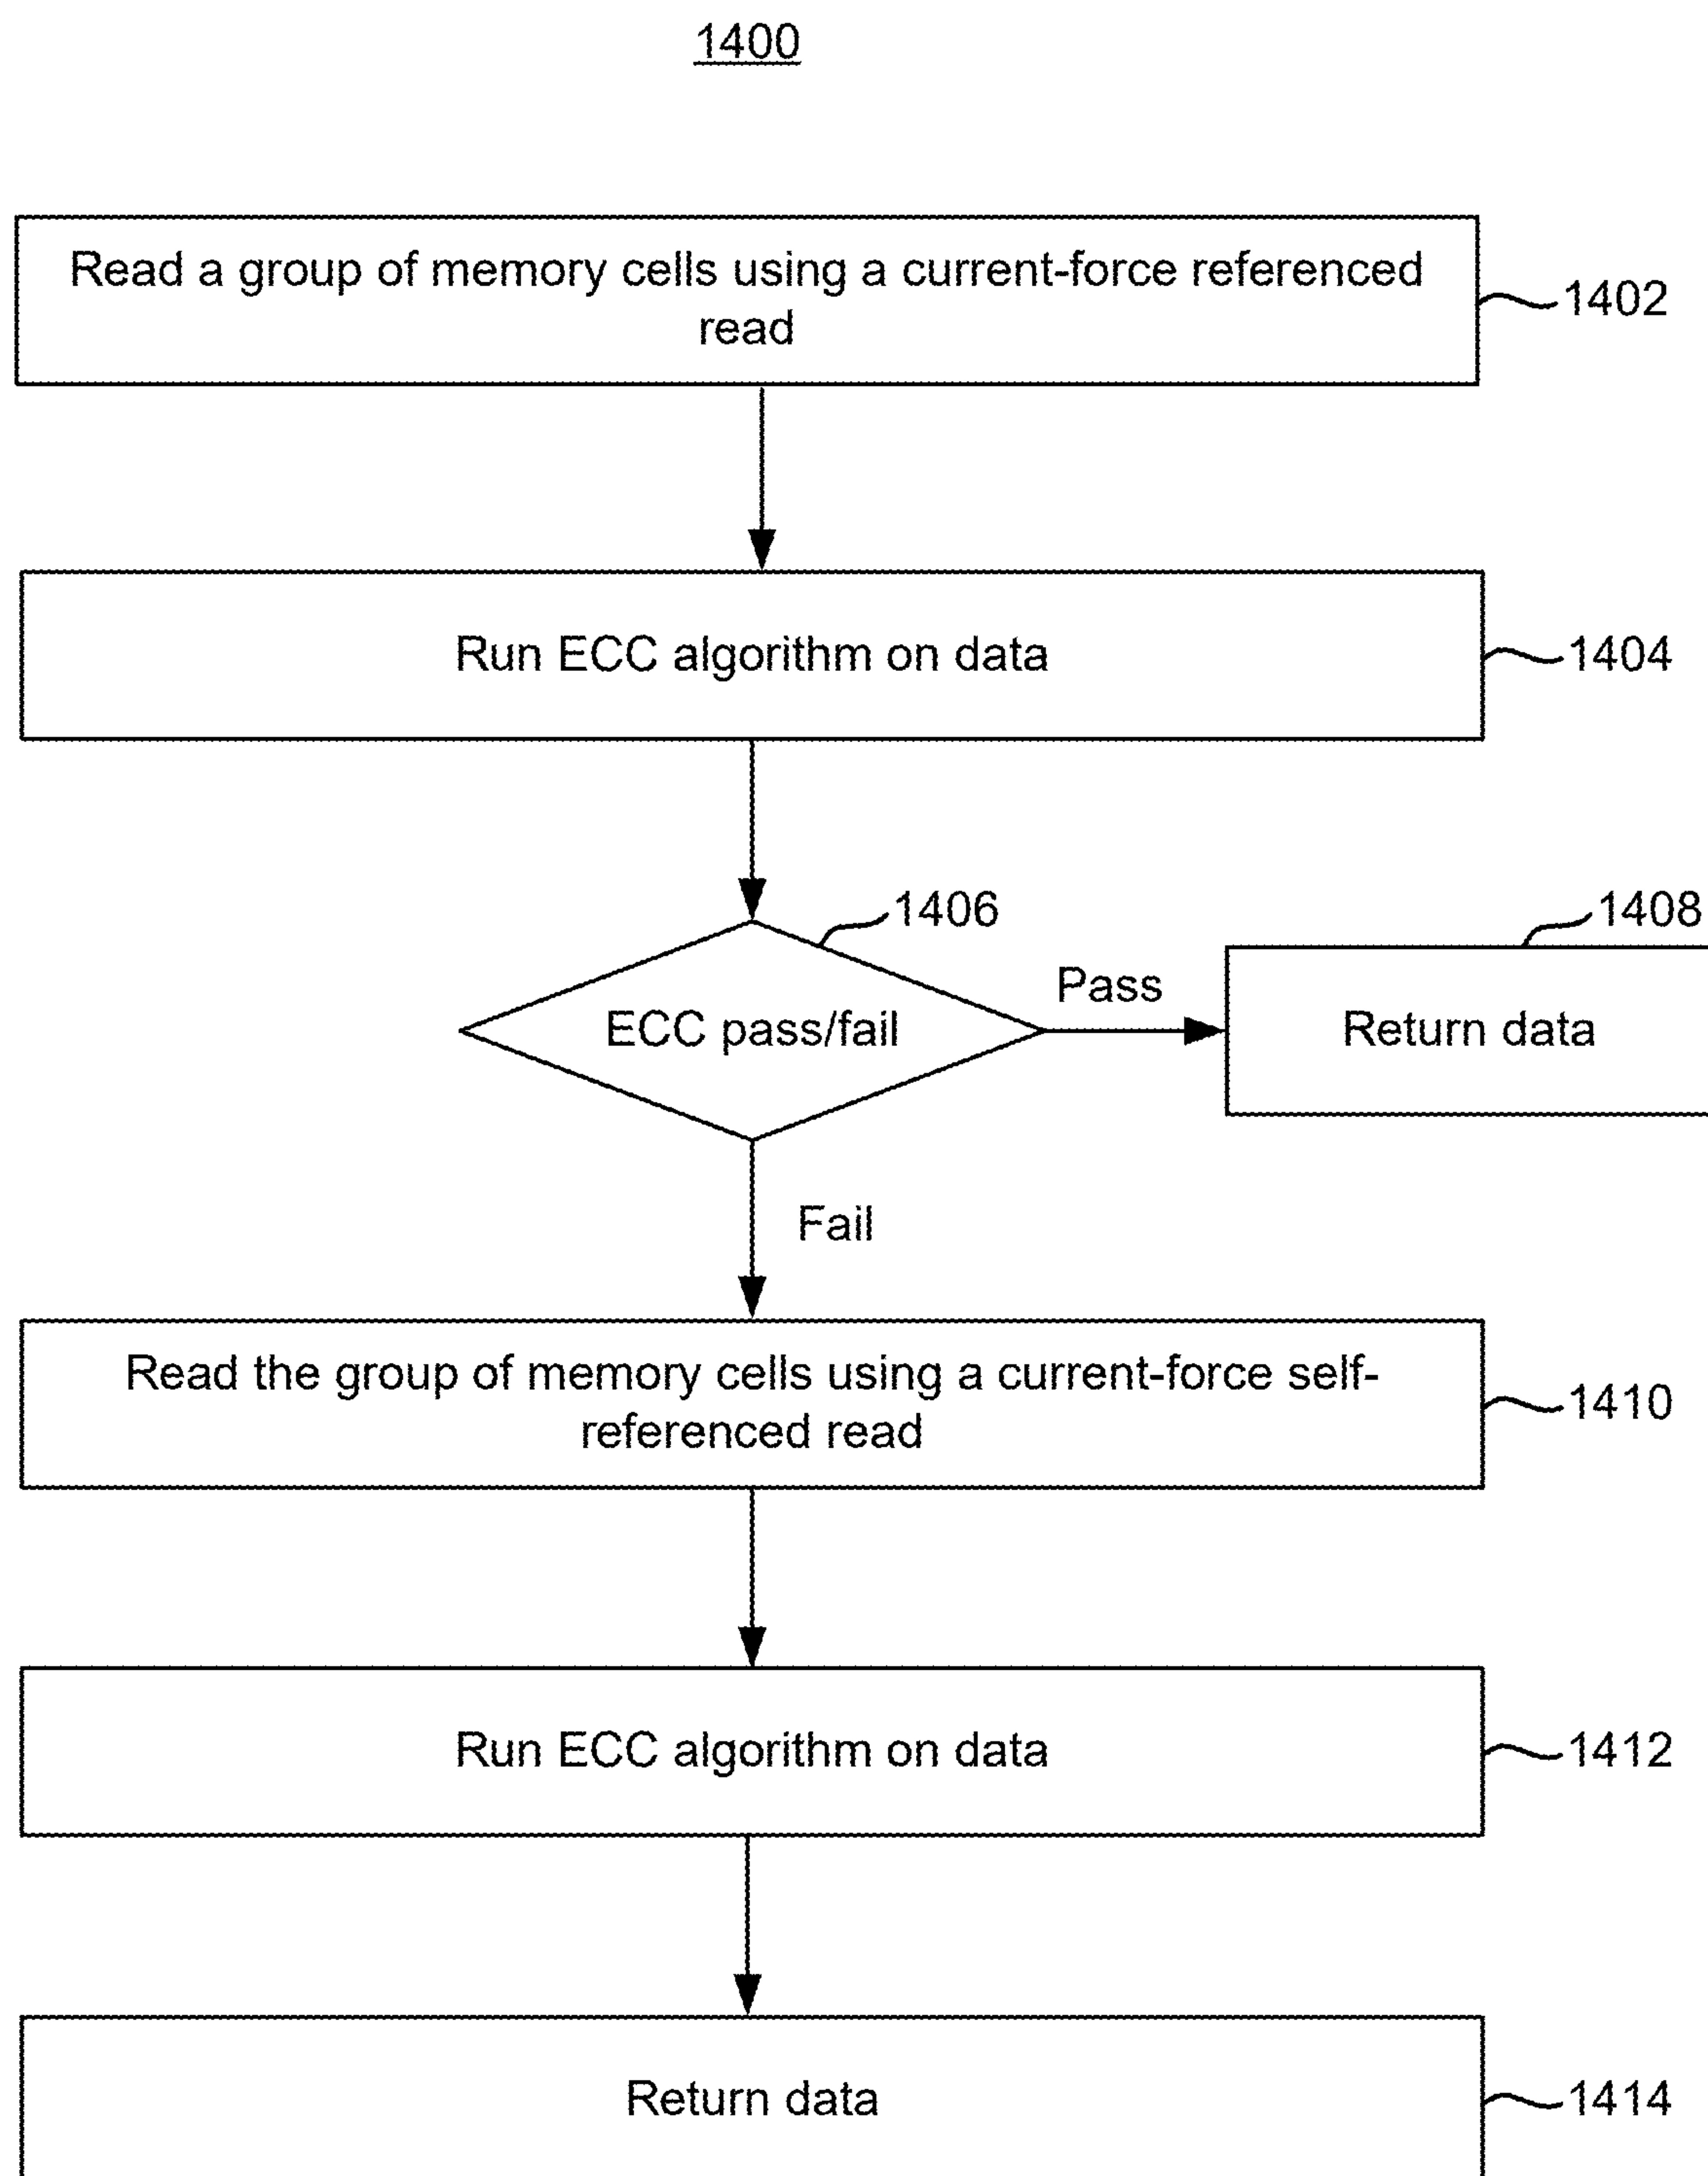 1400
Read a group of memory cells using a current-force referenced
read
1402
Run ECC algorithm on data
1404
1406
1408
Pass
ECC pass/fail
Return data
Fail
Read the group of memory cells using a current-force self-
referenced read
1410
Run ECC algorithm on data
1412
Return data
1414